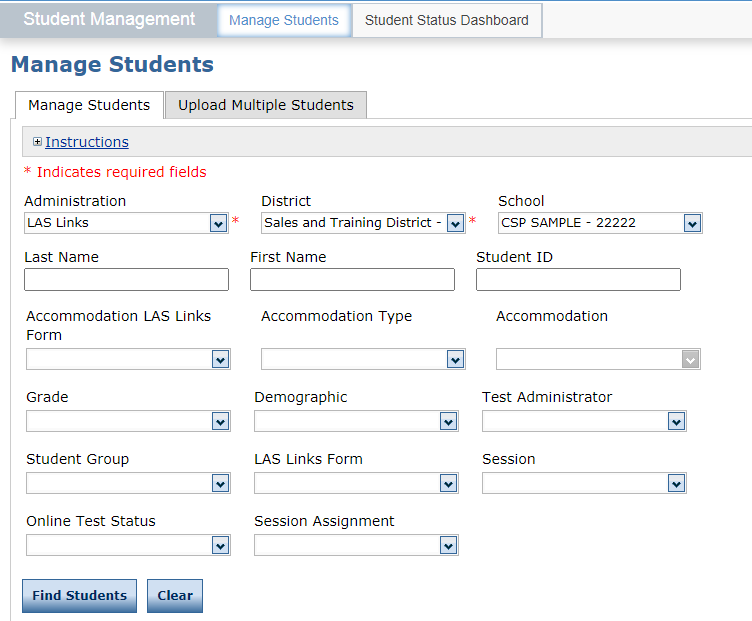 Student Management Manage Students Student Status Dashboard
Manage Students
Manage Students Upload Multiple Students
Instructions
* Indicates required fields
Administration District School
LAS Links * Sales and Training District - * CSP SAMPLE - 22222
Last Name First Name Student ID
Accommodation LAS Links Form Accommodation Type Accommodation
Grade Demographic Test Administrator
Student Group LAS Links Form Session
Online Test Status Session Assignment
Find Students Clear